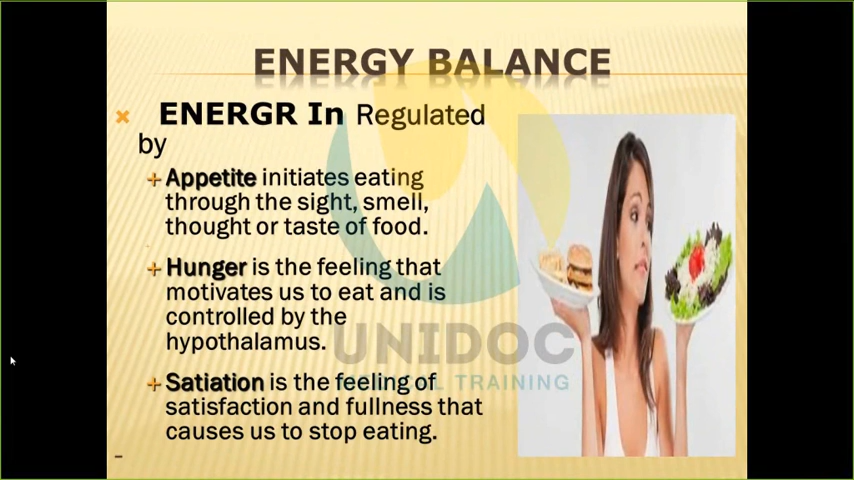 ENERGY BALANCE
ENERGR In Regulated
by
Appetite initiates eating
through the sight, smell,
thought or taste of food.
Hunger is the feeling that
motivates us to eat and is
controlled by the
hypothalamus.
UNIDOC
MEDICAL TRAINING
Satiation is the feeling of
satisfaction and fullness that
causes us to stop eating.